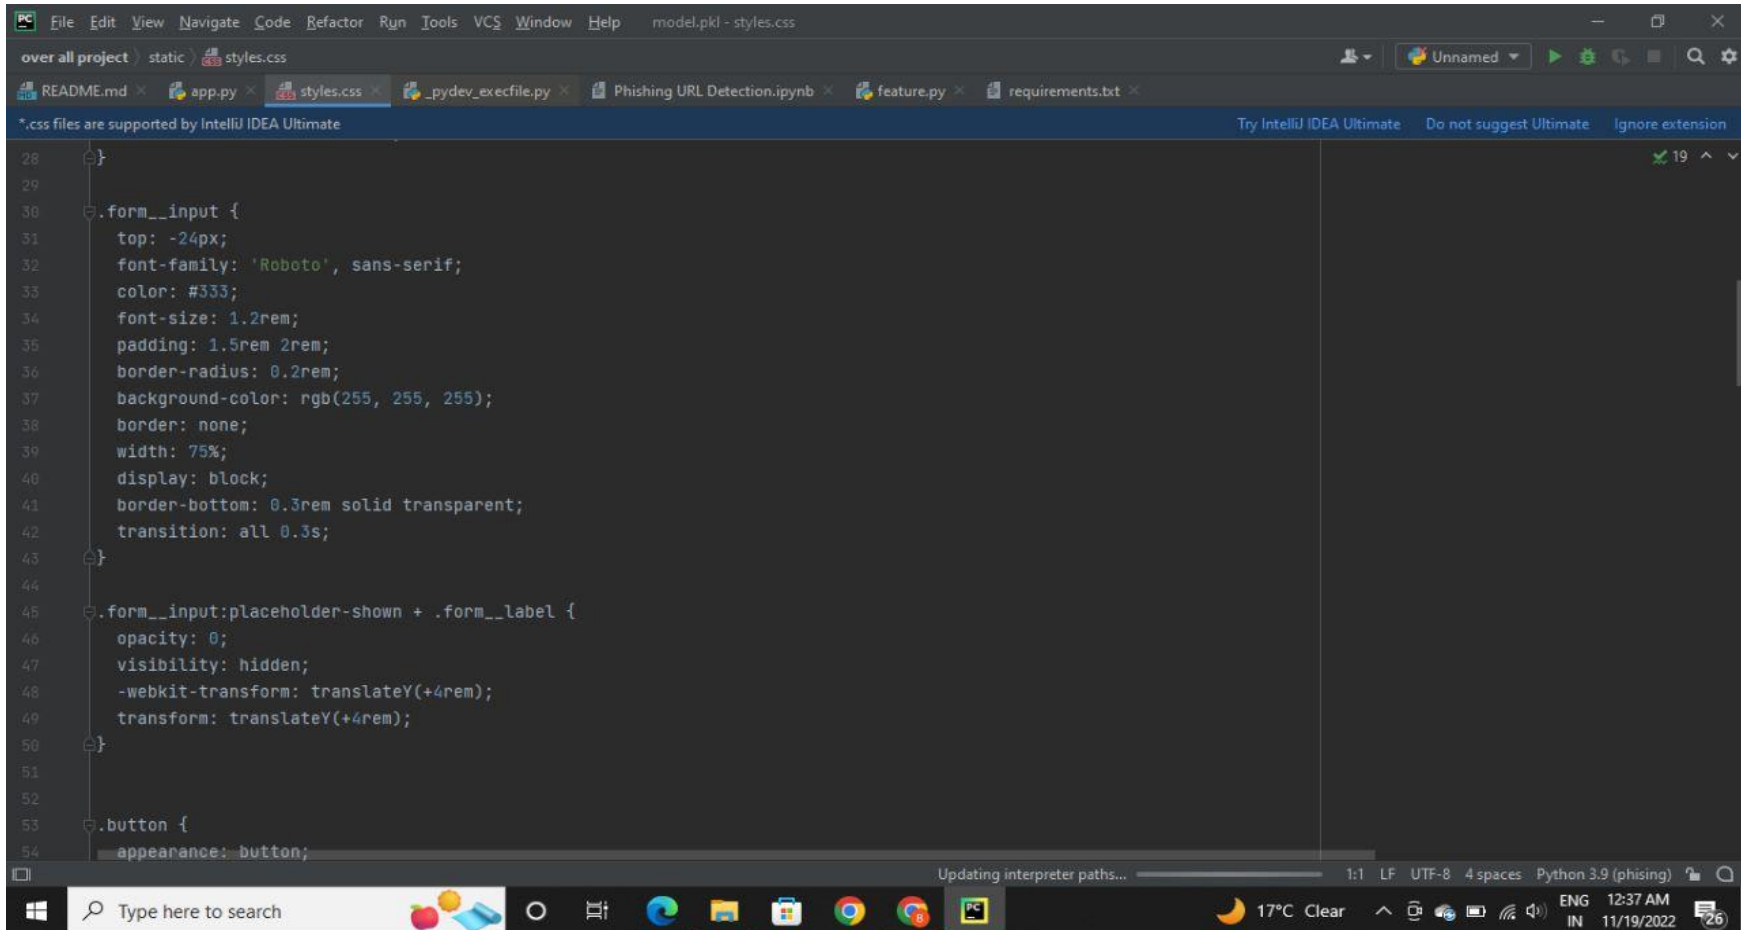 PC File Edit View Navigate Code Refactor Run Tools VCS Window Help model.pkl - styles.css
over all project static styles.css Unnamed
README.md app.py styles.css _pydev_execfile.py Phishing URL Detection.ipynb feature.py requirements.txt
*.css files are supported by IntelliJ IDEA Ultimate Try IntelliJ IDEA Ultimate Do not suggest Ultimate Ignore extension
28 } 19
29
30 .form__input {
31 top: -24px;
32 font-family: 'Roboto', sans-serif;
33 color: #333;
34 font-size: 1.2rem;
35 padding: 1.5rem 2rem;
36 border-radius: 0.2rem;
37 background-color: rgb(255, 255, 255);
38 border: none;
39 width: 75%;
40 display: block;
41 border-bottom: 0.3rem solid transparent;
42 transition: all 0.3s;
43 }
44
45 .form__input:placeholder-shown + .form__label {
46 opacity: 0;
47 visibility: hidden;
48 -webkit-transform: translateY(+4rem);
49 transform: translateY(+4rem);
50 }
51
52
53 .button {
54 appearance: button;
Updating interpreter paths... 1:1 LF UTF-8 4 spaces Python 3.9 (phising)
Type here to search PC 17°C Clear ENG 12:37 AM
IN 11/19/2022 26